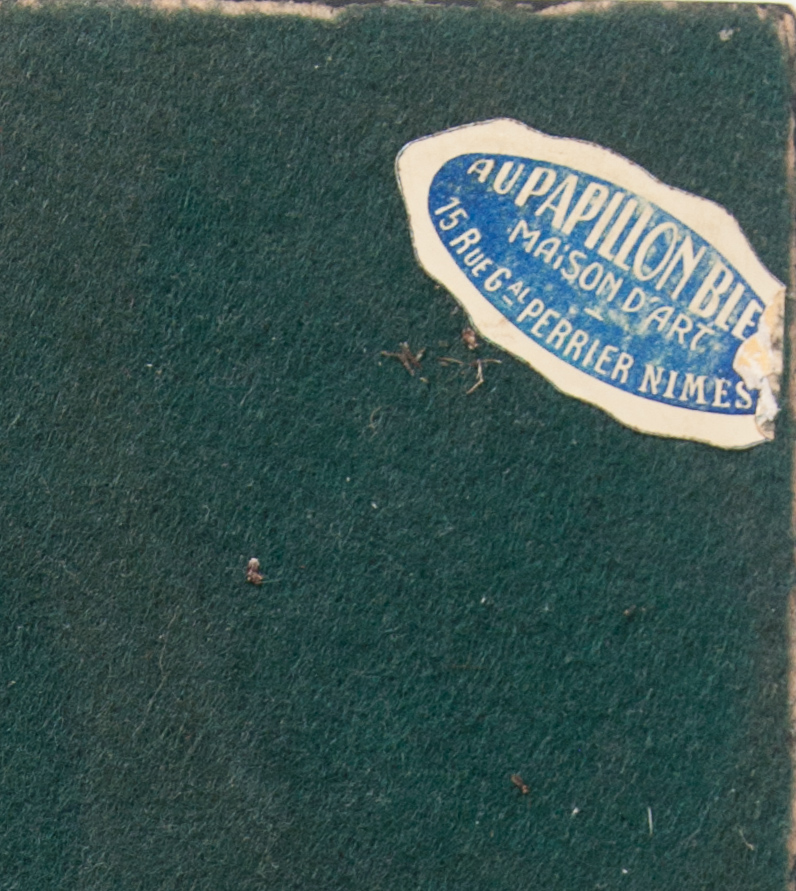 AU PAPILLON BLE
MAiSON D'ART
15 RUE GAL PERRIER NIMES